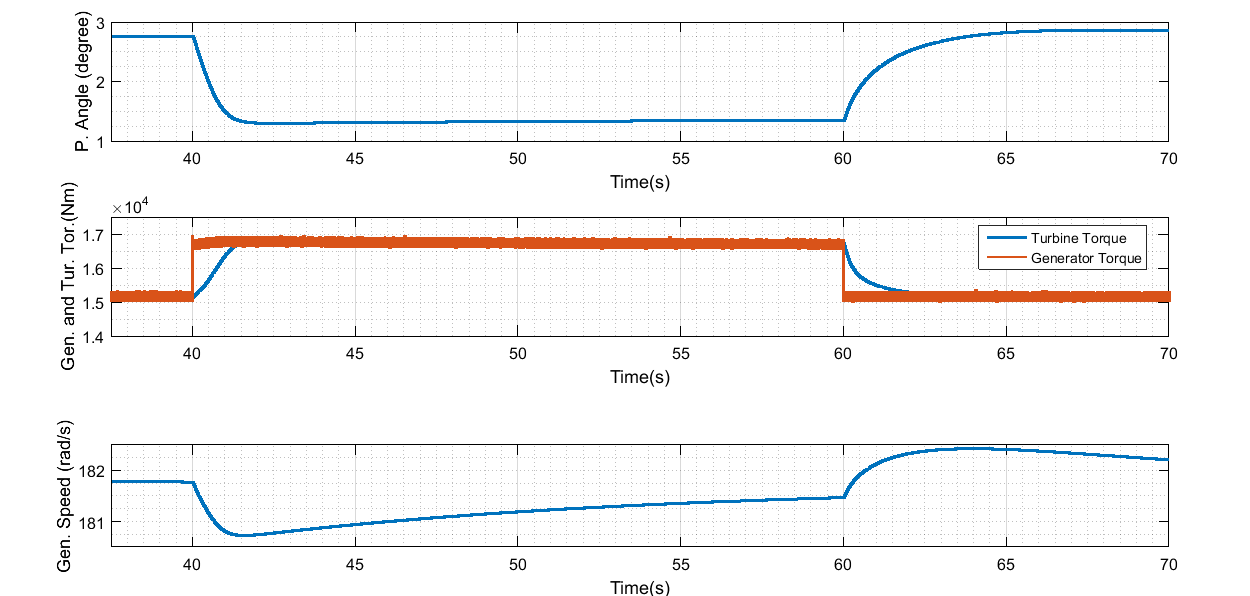 P. Angle (degree)
3
2
1
40 45 50 55 60 65 70
Time(s)
Gen. and Tur. Tor.(Nm)
×10⁴
1.7
1.6
1.5
1.4
Turbine Torque
Generator Torque
40 45 50 55 60 65 70
Time(s)
Gen. Speed (rad/s)
182
181
40 45 50 55 60 65 70
Time(s)